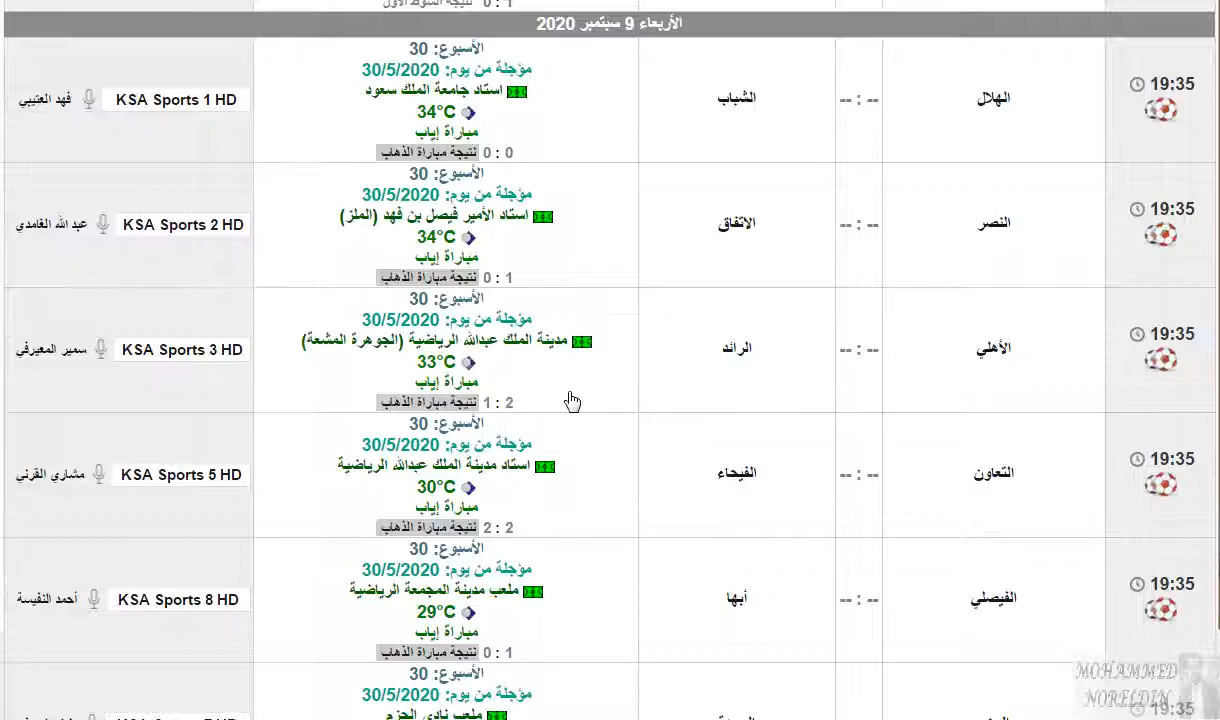 1 : 0 نتيجة الشوط الأول
الأربعاء 9 سبتمبر 2020
19:35
الهلال
-- : --
الشباب
الأسبوع: 30
مؤجلة من يوم: 30/5/2020
استاد جامعة الملك سعود
34°C
مباراة إياب
0 : 0 نتيجة مباراة الذهاب
KSA Sports 1 HD
فهد العتيبي
19:35
النصر
-- : --
الاتفاق
الأسبوع: 30
مؤجلة من يوم: 30/5/2020
استاد الأمير فيصل بن فهد (الملز)
34°C
مباراة إياب
0 : 1 نتيجة مباراة الذهاب
KSA Sports 2 HD
عبد الله الغامدي
19:35
الأهلي
-- : --
الرائد
الأسبوع: 30
مؤجلة من يوم: 30/5/2020
مدينة الملك عبدالله الرياضية (الجوهرة المشعة)
33°C
مباراة إياب
1 : 2 نتيجة مباراة الذهاب
KSA Sports 3 HD
سمير المعيرفي
19:35
التعاون
-- : --
الفيحاء
الأسبوع: 30
مؤجلة من يوم: 30/5/2020
استاد مدينة الملك عبدالله الرياضية
30°C
مباراة إياب
2 : 2 نتيجة مباراة الذهاب
KSA Sports 5 HD
مشاري القرني
19:35
الفيصلي
-- : --
أبها
الأسبوع: 30
مؤجلة من يوم: 30/5/2020
ملعب مدينة المجمعة الرياضية
29°C
مباراة إياب
0 : 1 نتيجة مباراة الذهاب
KSA Sports 8 HD
أحمد النفيسة
19:35
الأسبوع: 30
مؤجلة من يوم: 30/5/2020
ملعب نادي الحزم
MOHAMMED
NORELDIN